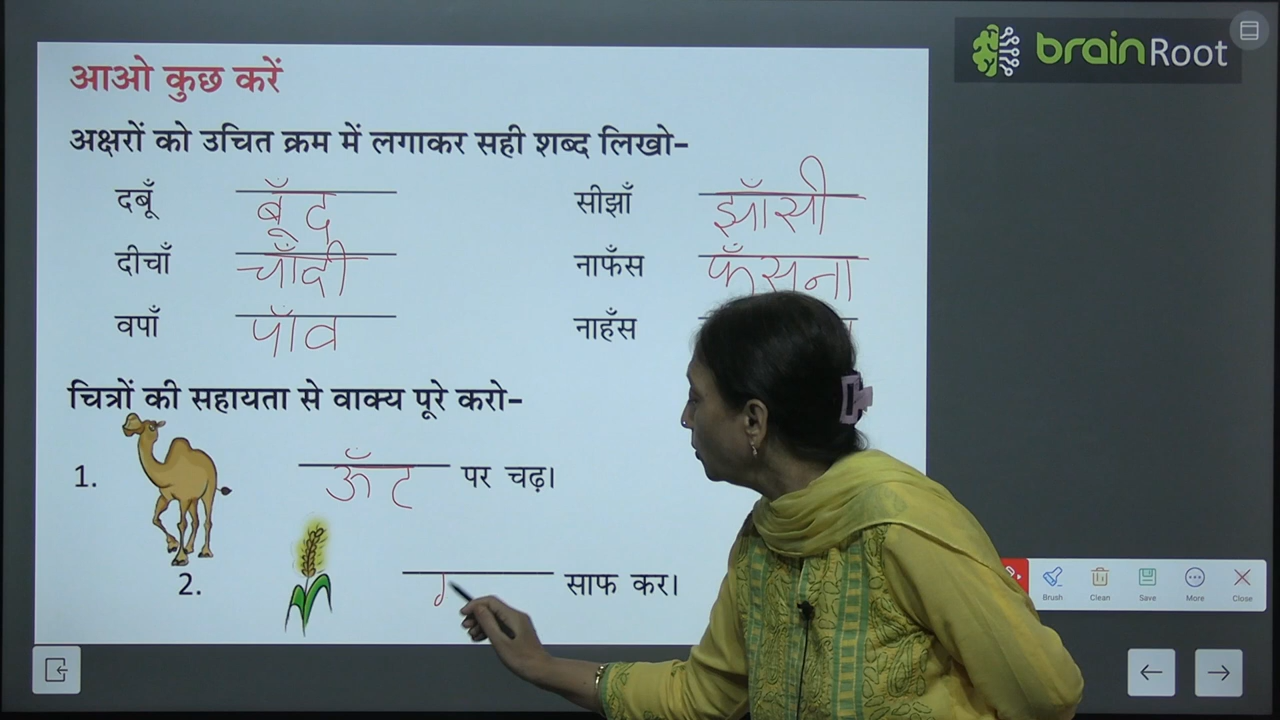 brainRoot
आओ कुछ करें
अक्षरों को उचित क्रम में लगाकर सही शब्द लिखो-
दबूँ बूँद सीझाँ झाँसी
दीचाँ चाँदी नाफँस फँसना
वपाँ पाँव नाहँस
चित्रों की सहायता से वाक्य पूरे करो-
1. ऊँट पर चढ़।
2. साफ कर।
Brush Clean Save More Close